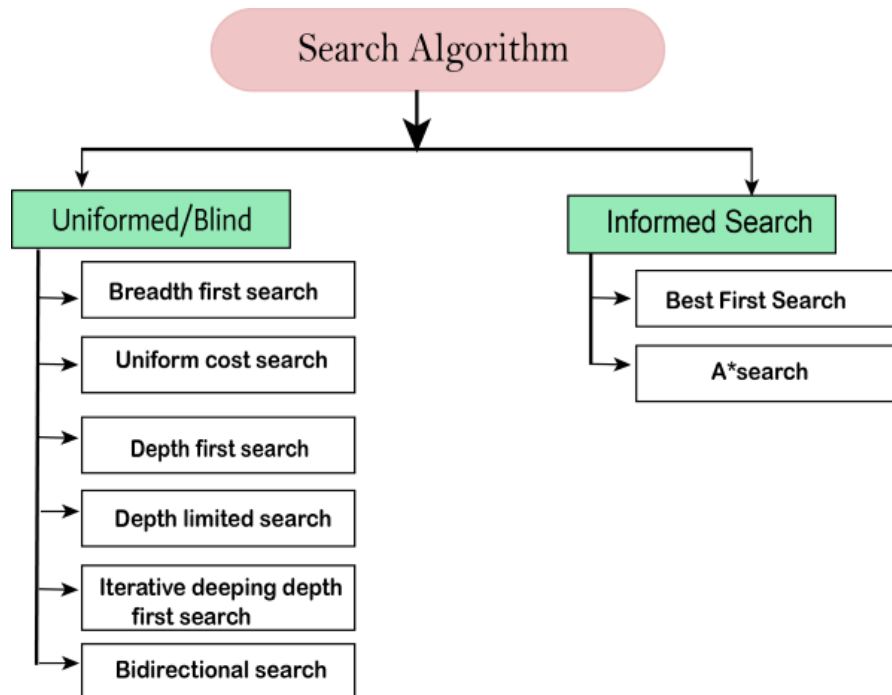 Search Algorithm
Uniformed/Blind
Breadth first search
Uniform cost search
Depth first search
Depth limited search
Iterative deeping depth
first search
Bidirectional search
Informed Search
Best First Search
A*search